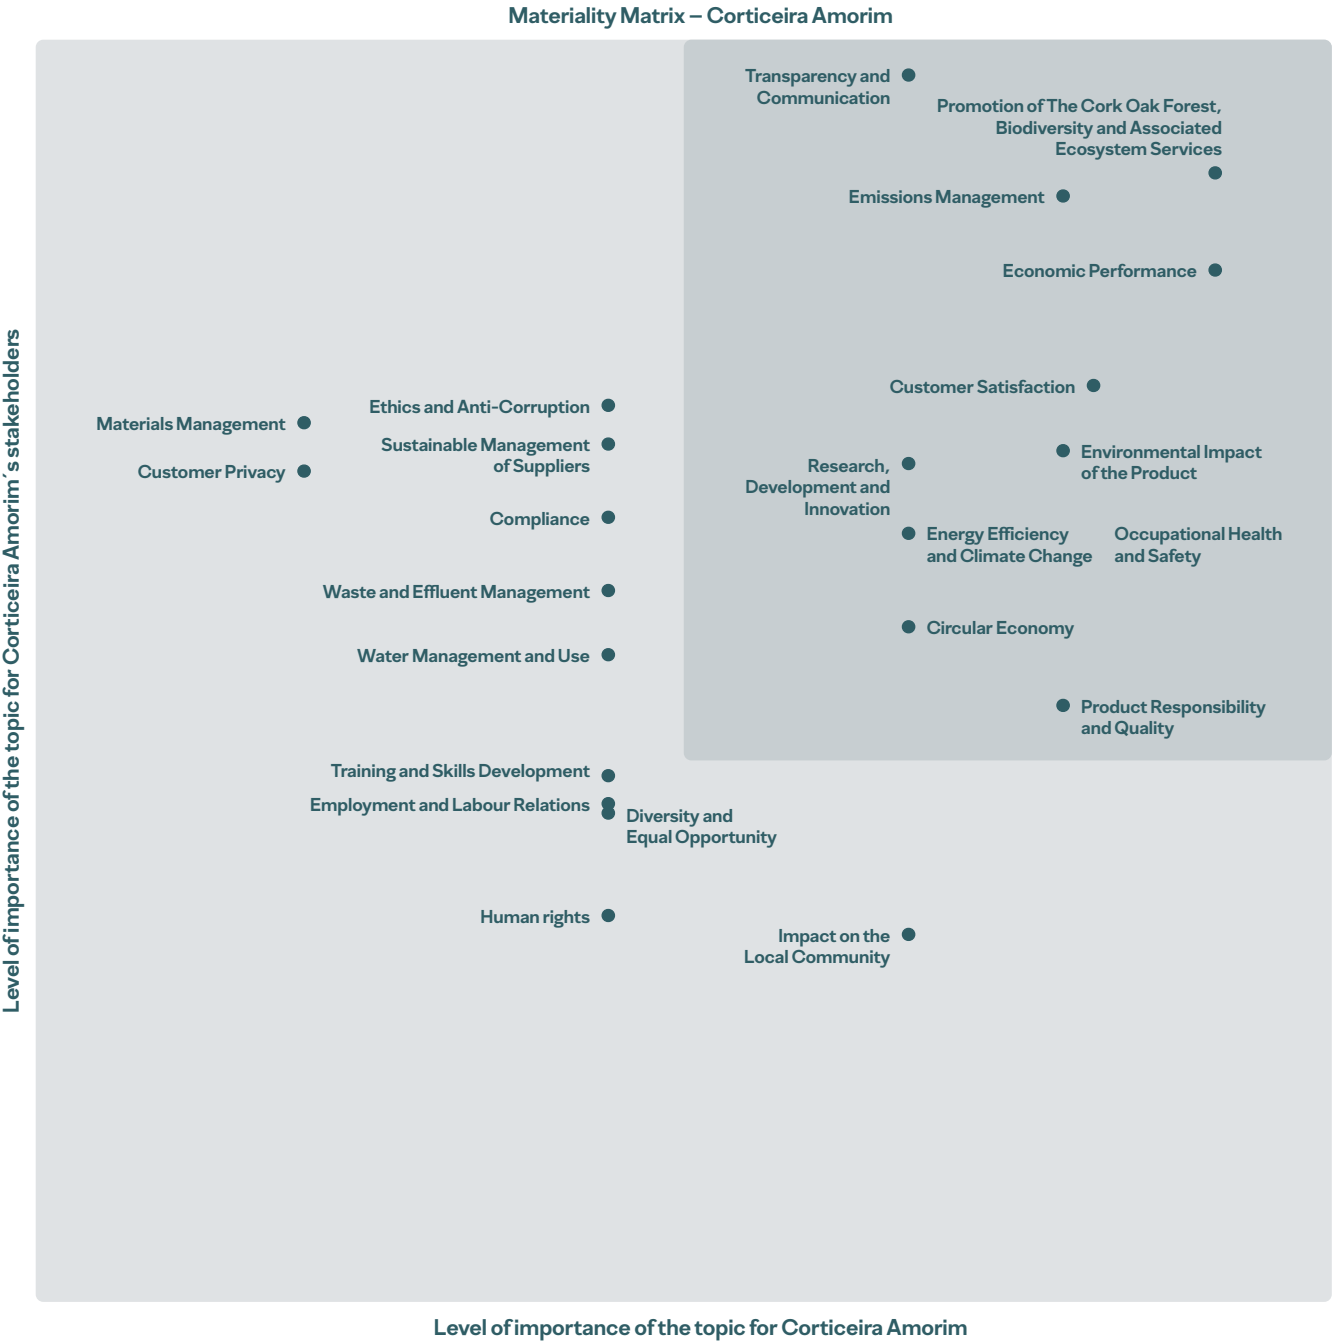 Materiality Matrix – Corticeira Amorim
Transparency and
Communication
Promotion of The Cork Oak Forest,
Biodiversity and Associated
Ecosystem Services
Emissions Management
Economic Performance
Customer Satisfaction
Ethics and Anti-Corruption
Materials Management
Sustainable Management
of Suppliers
Customer Privacy
Environmental Impact
of the Product
Research,
Development and
Innovation
Compliance
Energy Efficiency
and Climate Change
Occupational Health
and Safety
Waste and Effluent Management
Circular Economy
Water Management and Use
Product Responsibility
and Quality
Training and Skills Development
Employment and Labour Relations
Diversity and
Equal Opportunity
Human rights
Impact on the
Local Community
Level of importance of the topic for Corticeira Amorim´s stakeholders
Level of importance of the topic for Corticeira Amorim